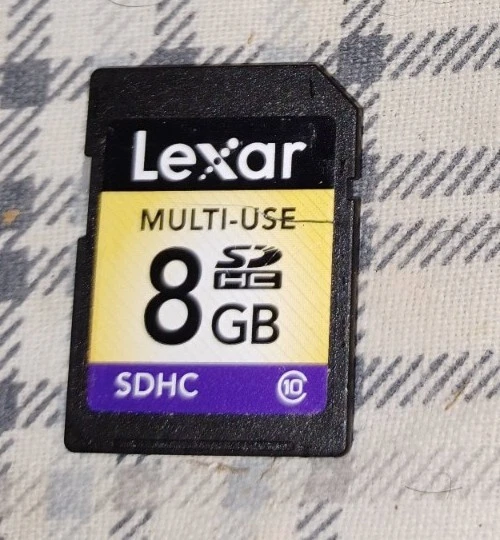 Lexar
MULTI-USE
8 GB
SD
HC
SDHC 10